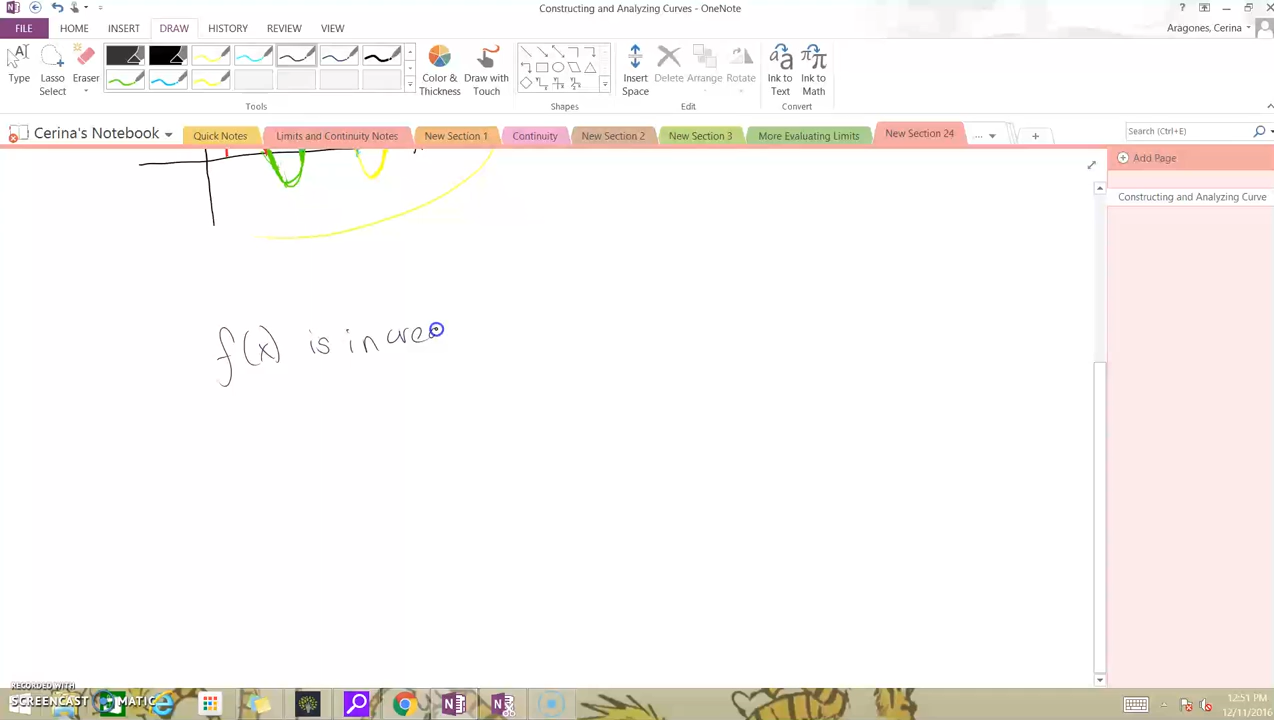 Constructing and Analyzing Curves - OneNote
FILE HOME INSERT DRAW HISTORY REVIEW VIEW
Aragones, Cerina
Type Lasso Select Eraser
Color & Thickness Draw with Touch
Insert Space Delete Arrange Rotate
Ink to Text Ink to Math
Tools Shapes Edit Convert
Cerina's Notebook Quick Notes Limits and Continuity Notes New Section 1 Continuity New Section 2 New Section 3 More Evaluating Limits New Section 24 ... Search (Ctrl+E)
Add Page
Constructing and Analyzing Curve
f(x) is increa
RECORDED WITH
SCREENCAST MATIC
12:51 PM
12/11/2016